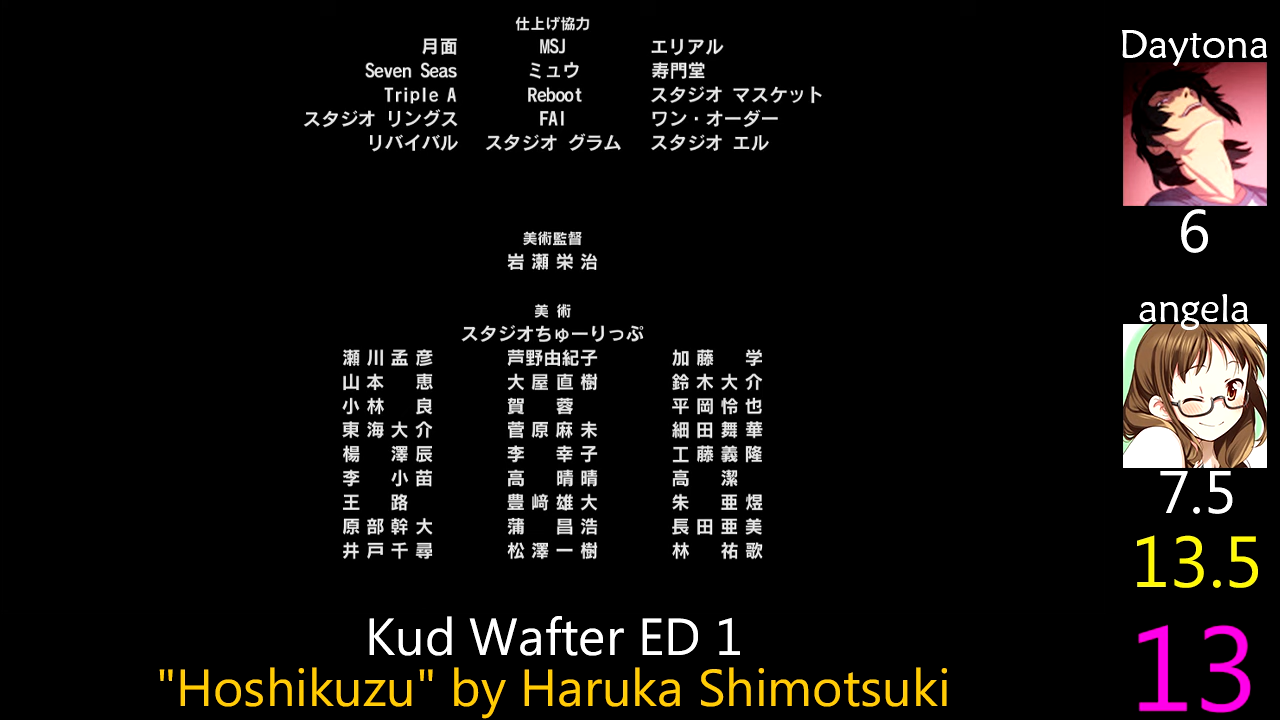 仕上げ協力
月面 MSJ エリアル
Seven Seas ミュウ 寿門堂
Triple A Reboot スタジオ マスケット
スタジオ リングス FAI ワン・オーダー
リバイバル スタジオ グラム スタジオ エル
美術監督
岩瀬栄治
美術
スタジオちゅーりっぷ
瀬川孟彦 芦野由紀子 加藤 学
山本 恵 大屋直樹 鈴木大介
小林 良 賀 蓉 平岡怜也
東海大介 菅原麻未 細田舞華
楊 澤辰 李 幸子 工藤義隆
李 小苗 高 晴晴 高 潔
王 路 豊﨑雄大 朱 亜煜
原部幹大 蒲 昌浩 長田亜美
井戸千尋 松澤一樹 林 祐歌
Kud Wafter ED 1
"Hoshikuzu" by Haruka Shimotsuki
Daytona
6
angela
7.5
13.5
13